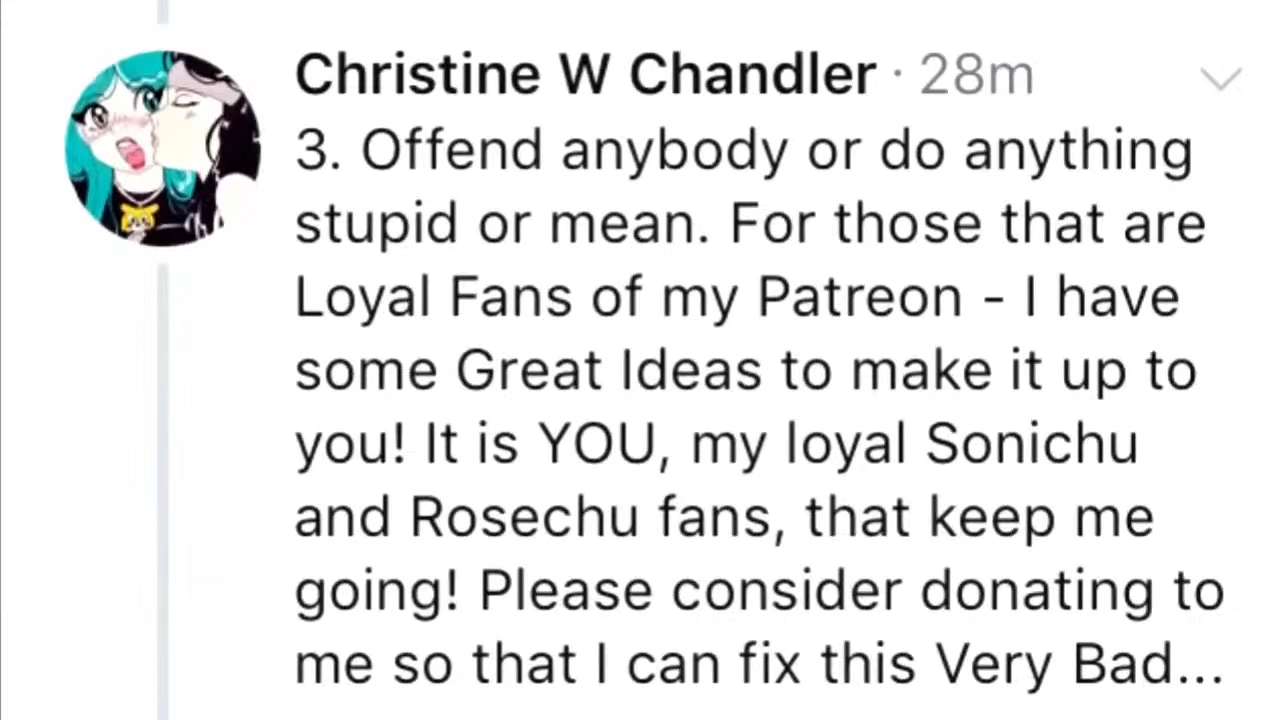 Christine W Chandler · 28m
3. Offend anybody or do anything
stupid or mean. For those that are
Loyal Fans of my Patreon - I have
some Great Ideas to make it up to
you! It is YOU, my loyal Sonichu
and Rosechu fans, that keep me
going! Please consider donating to
me so that I can fix this Very Bad...